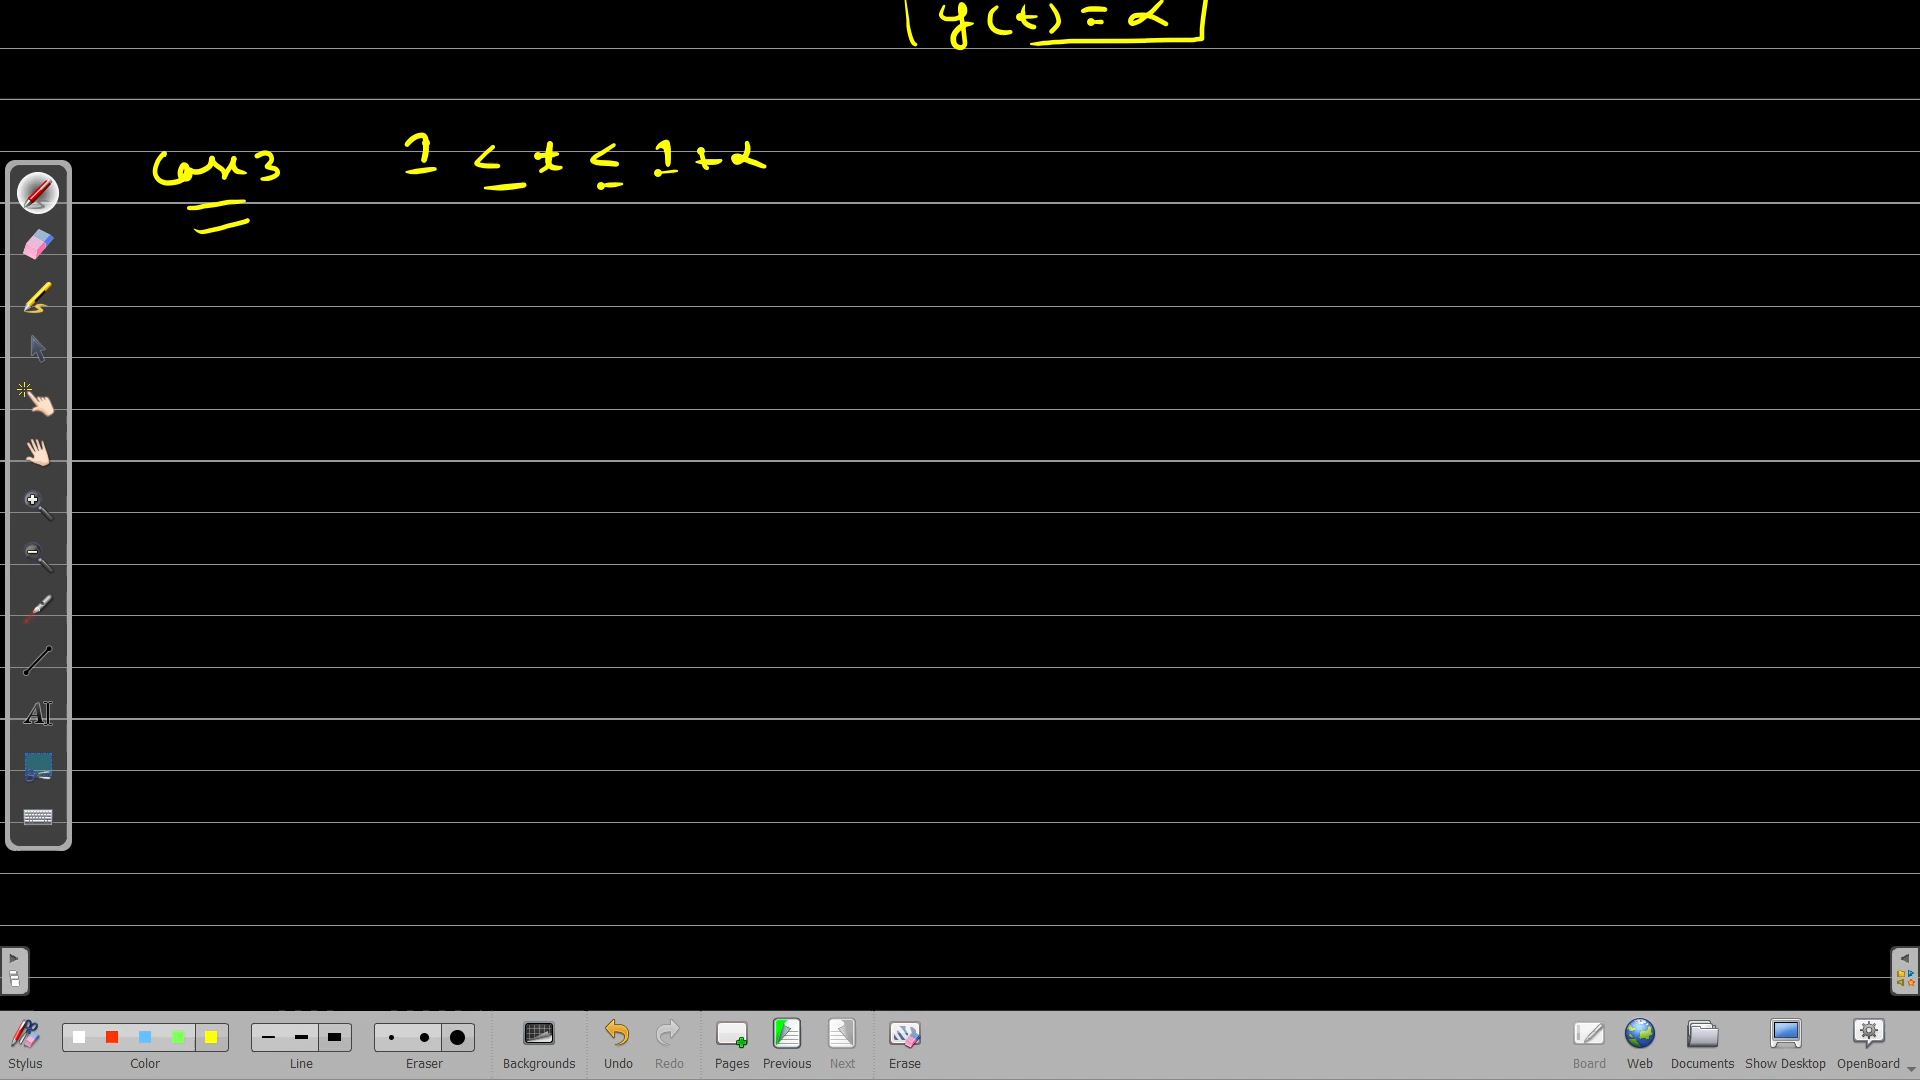 y(t) = α
Case 3 1 ≤ t ≤ 1+α
Stylus Color Line Eraser Backgrounds Undo Redo Pages Previous Next Erase Board Web Documents Show Desktop OpenBoard